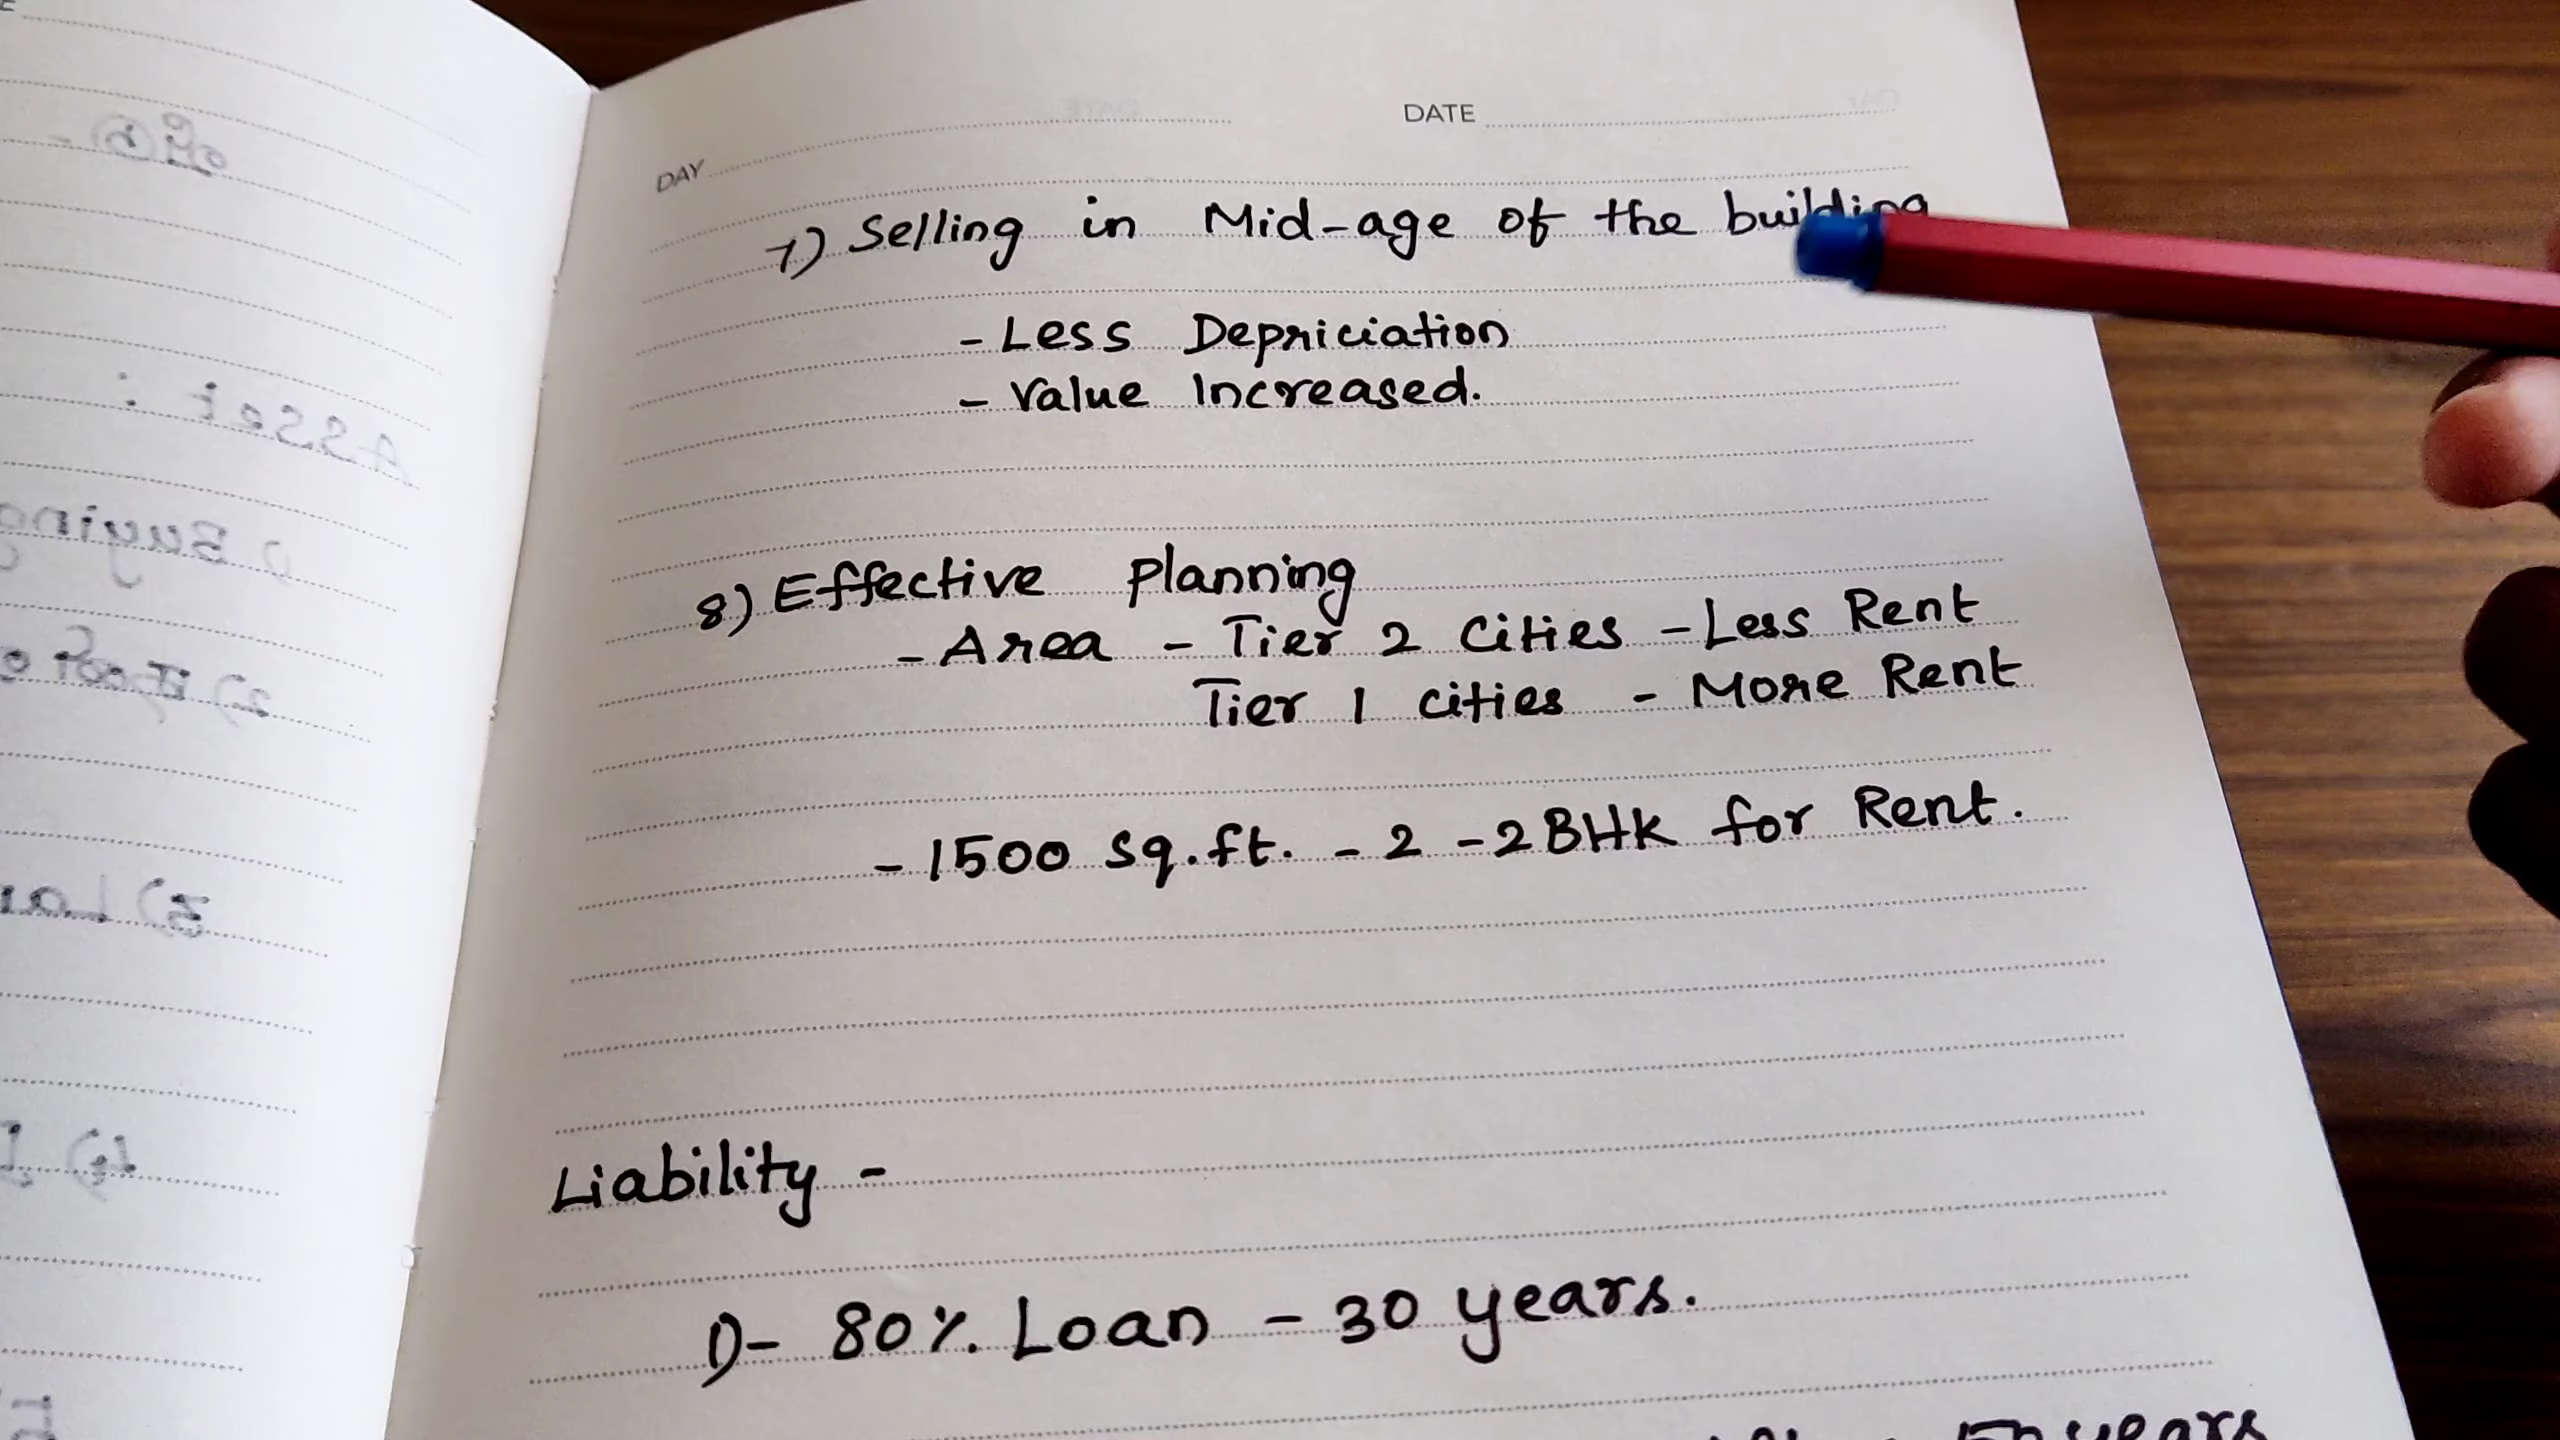 DAY
DATE
7) Selling in Mid-age of the building
- Less Depriciation
- Value Increased.
8) Effective planning
- Area - Tier 2 Cities - Less Rent
Tier 1 cities - More Rent
- 1500 sq.ft. - 2 - 2BHK for Rent.
Liability -
1) - 80% Loan - 30 years.
years